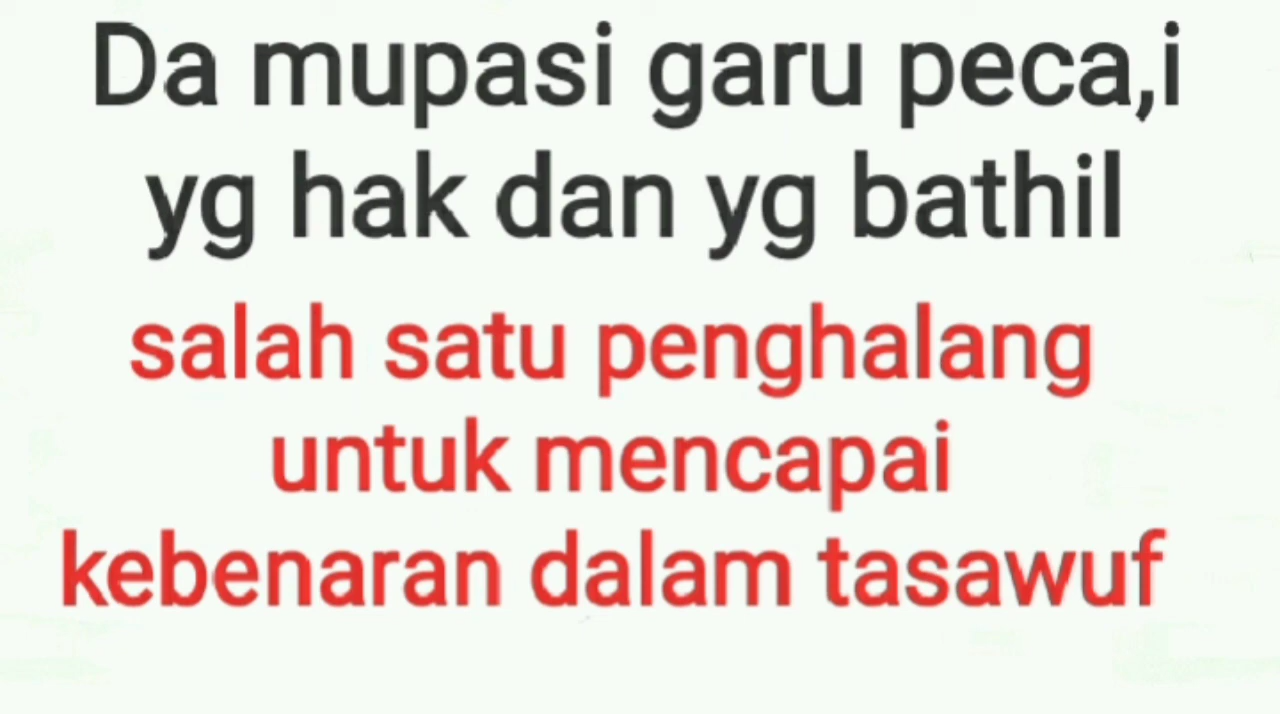 Da mupasi garu peca,i
yg hak dan yg bathil
salah satu penghalang
untuk mencapai
kebenaran dalam tasawuf